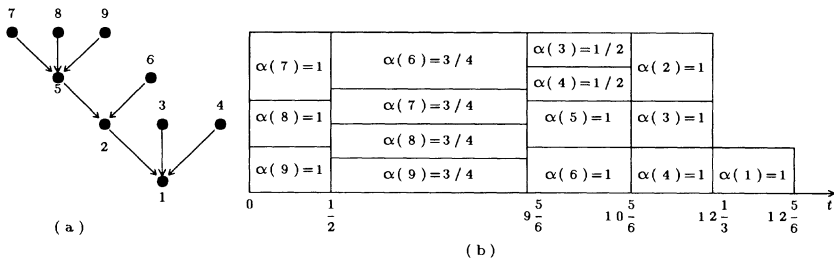 7 8 9
6
5
3 4
2
1
( a )
α( 7 )=1
α( 8 )=1
α( 9 )=1
α( 6 )=3 / 4
α( 7 )=3 / 4
α( 8 )=3 / 4
α( 9 )=3 / 4
α( 3 )=1 / 2
α( 4 )=1 / 2
α( 5 )=1
α( 6 )=1
α( 2 )=1
α( 3 )=1
α( 4 )=1
α( 1 )=1
0 1/2 9 5/6 10 5/6 12 1/3 12 5/6 t
( b )